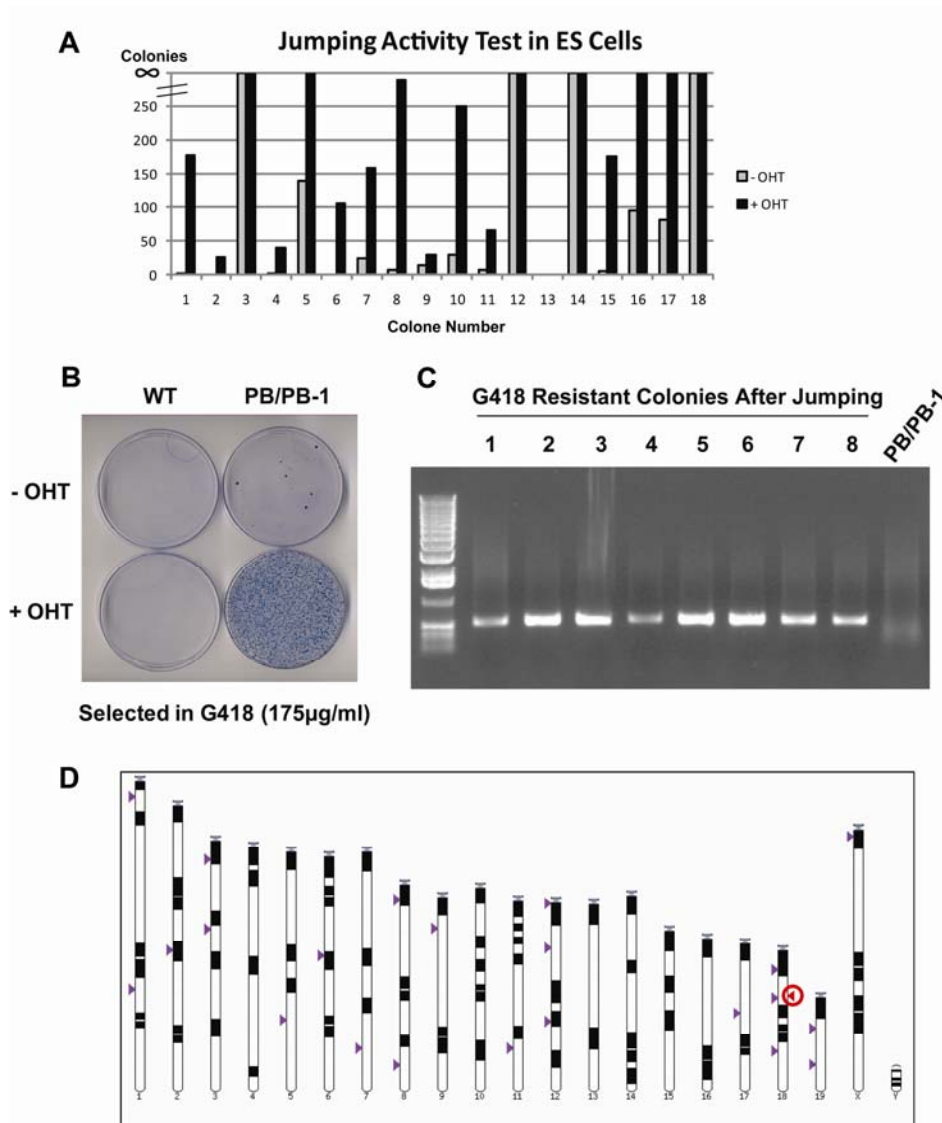 A
Jumping Activity Test in ES Cells
Colonies
∞
250
200
150
100
50
0
1 2 3 4 5 6 7 8 9 10 11 12 13 14 15 16 17 18
Colone Number
- OHT
+ OHT
B
WT PB/PB-1
- OHT
+ OHT
Selected in G418 (175µg/ml)
C
G418 Resistant Colonies After Jumping
1 2 3 4 5 6 7 8 PB/PB-1
D
1 2 3 4 5 6 7 8 9 10 11 12 13 14 15 16 17 18 19 X Y